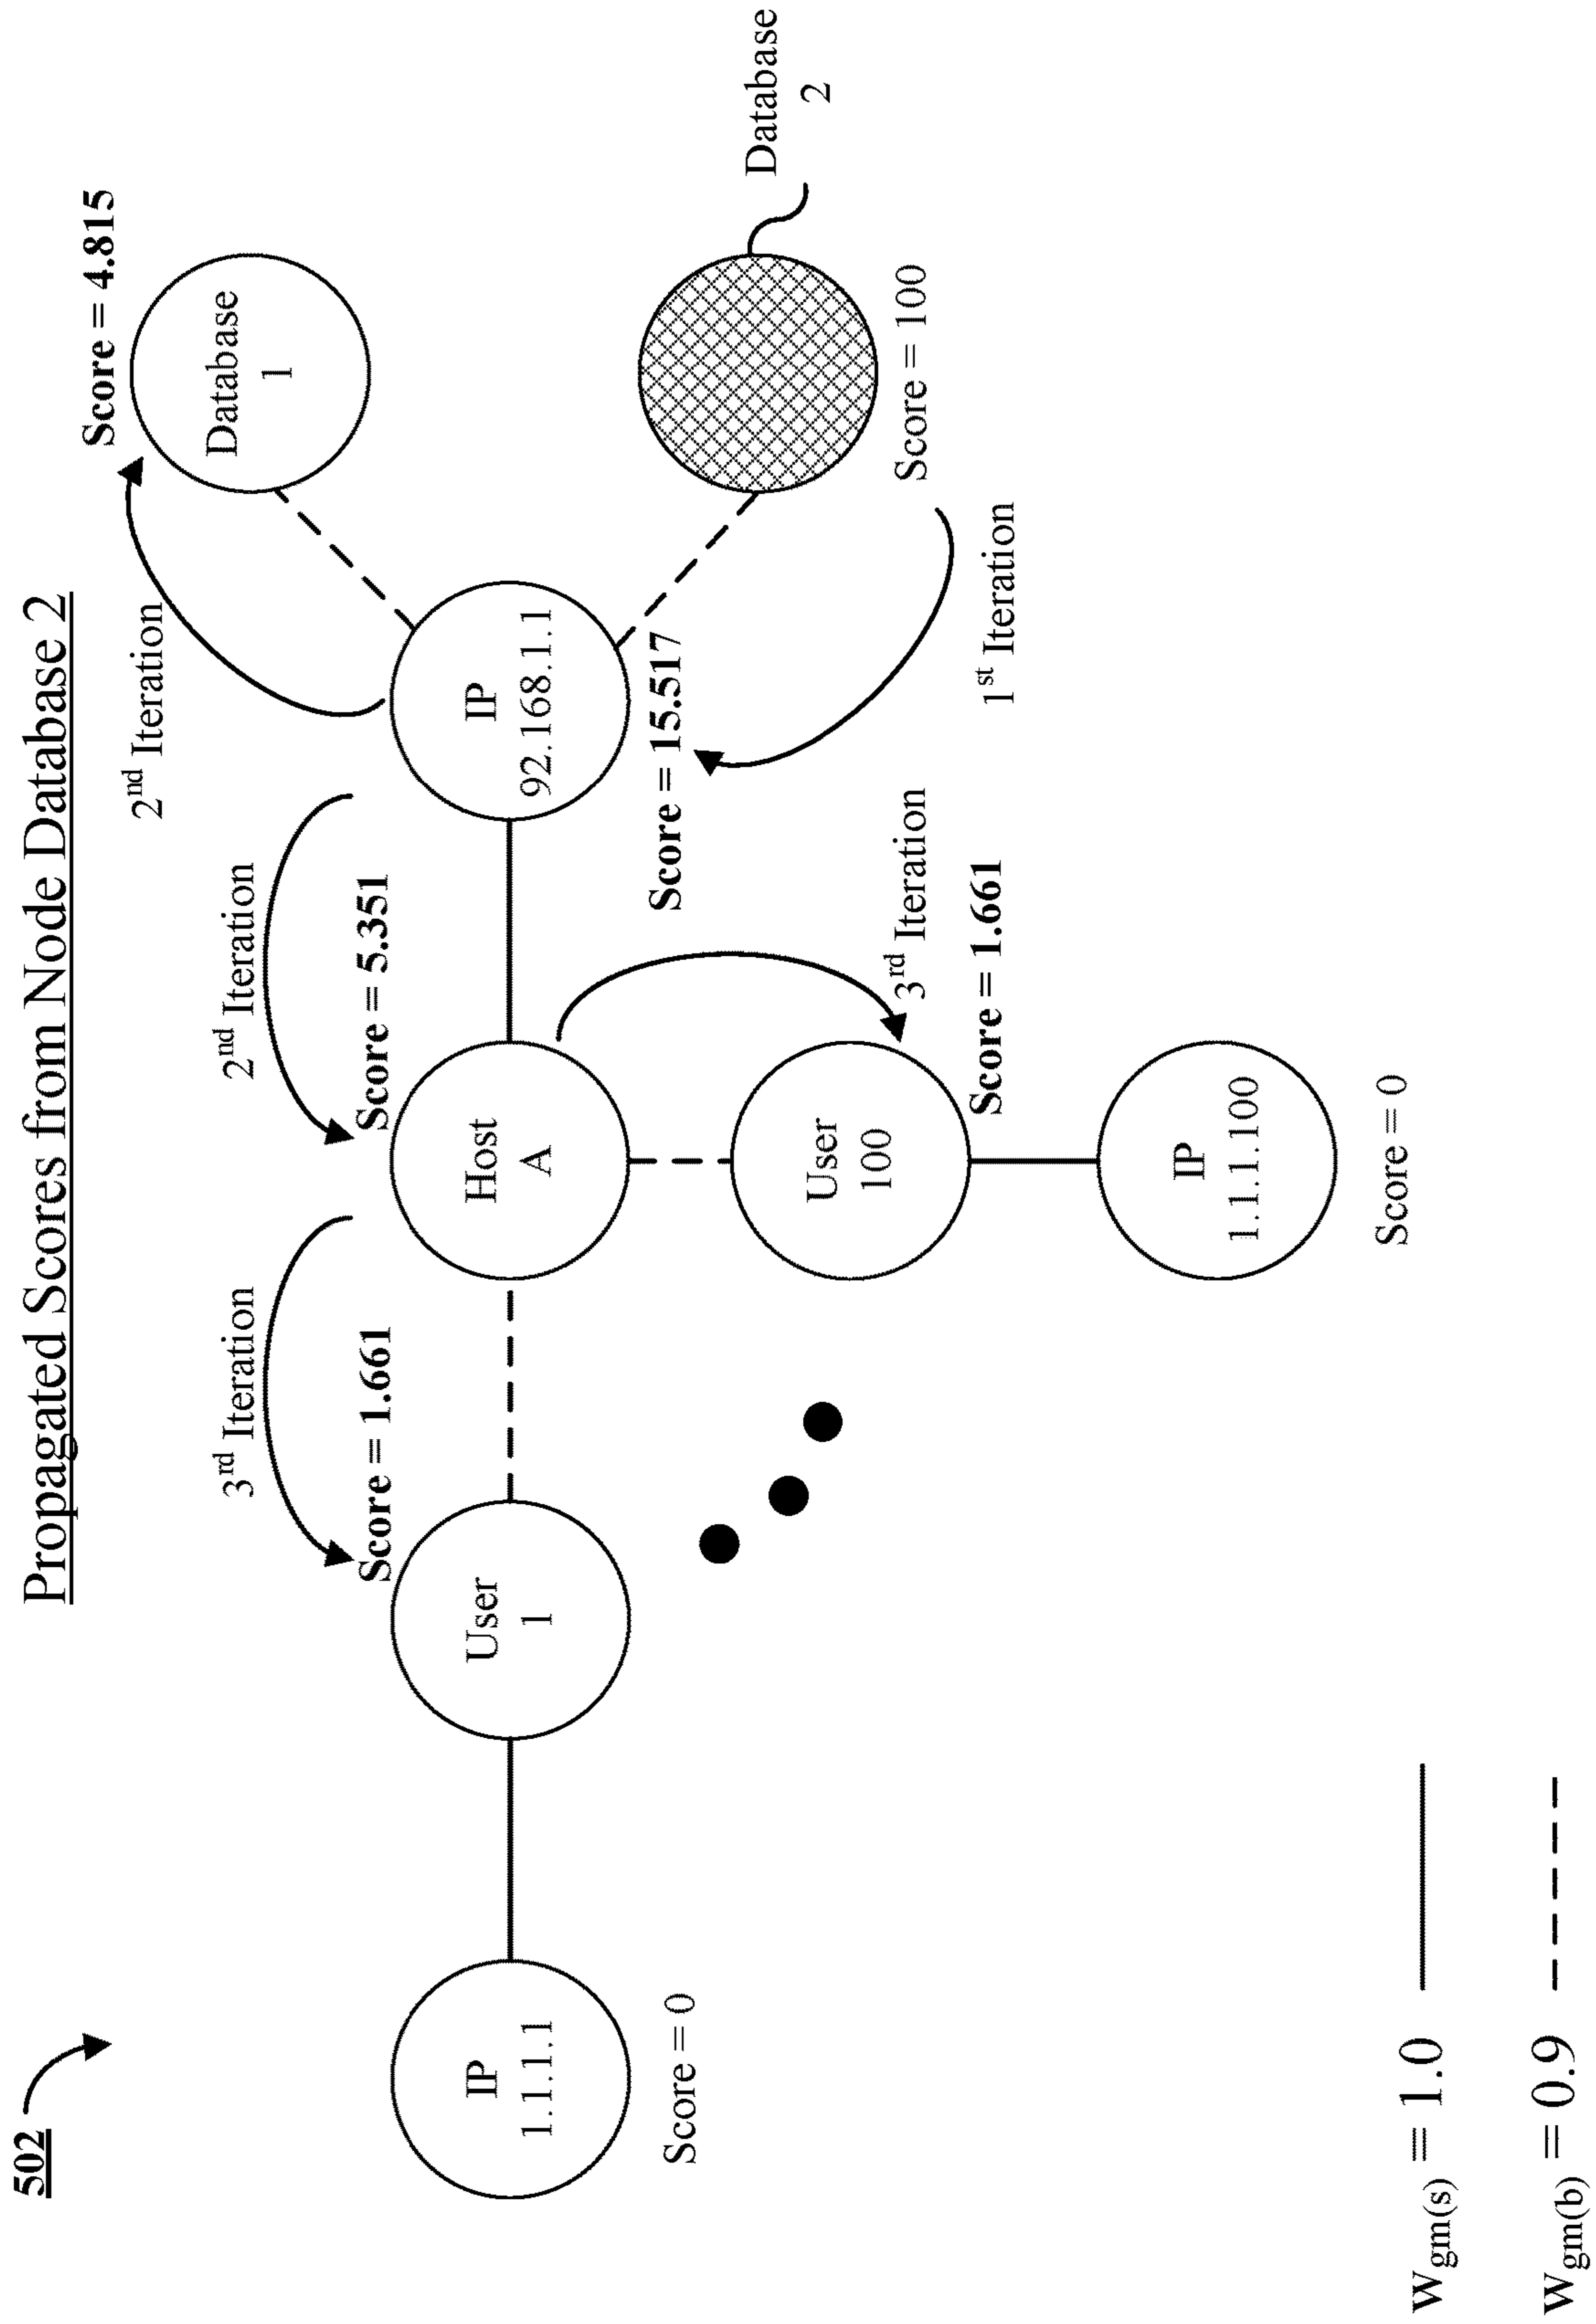 502
Propagated Scores from Node Database 2
2nd Iteration
Score = 4.815
Database
1
3rd Iteration
2nd Iteration
Score = 1.661
Score = 5.351
IP
1.1.1.1
User
1
Host
A
IP
92.168.1.1
Score = 0
Score = 15.517
Database
2
User
100
3rd Iteration
Score = 100
Score = 1.661
1st Iteration
IP
1.1.1.100
Score = 0
Wgm(s) = 1.0
Wgm(b) = 0.9